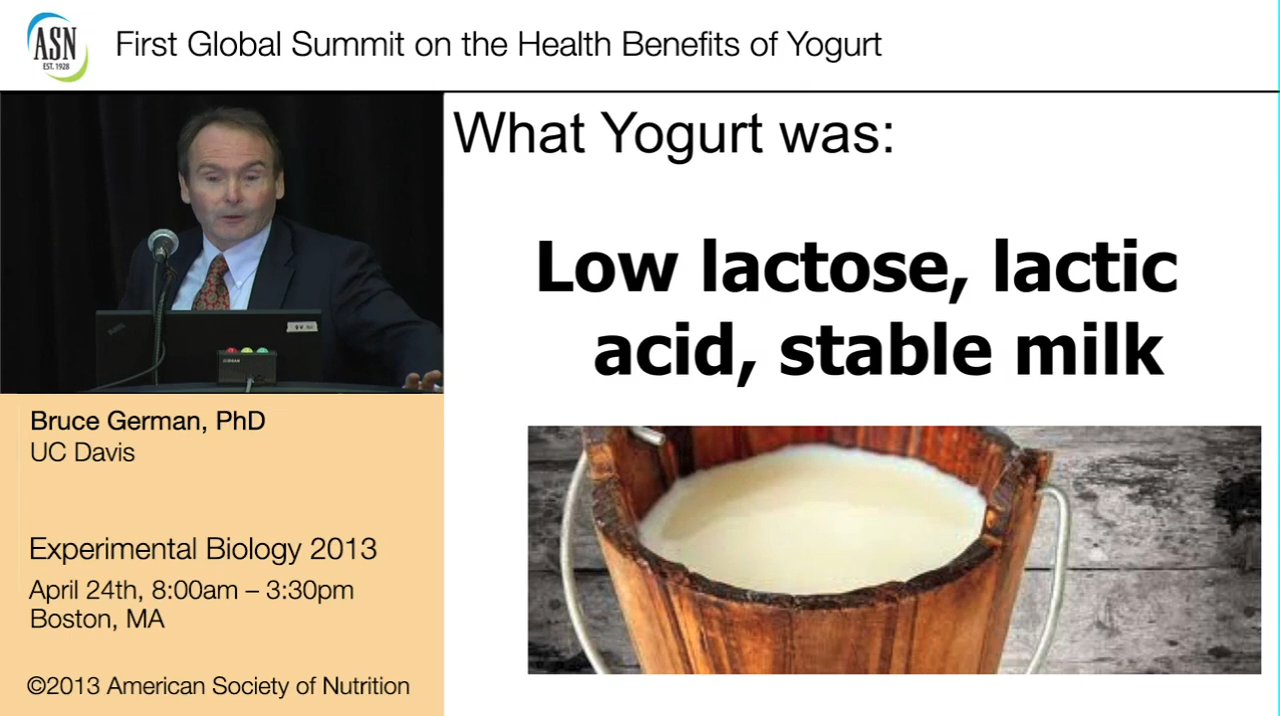 ASN
EST. 1928
First Global Summit on the Health Benefits of Yogurt
What Yogurt was:
Low lactose, lactic
acid, stable milk
Bruce German, PhD
UC Davis
Experimental Biology 2013
April 24th, 8:00am – 3:30pm
Boston, MA
©2013 American Society of Nutrition